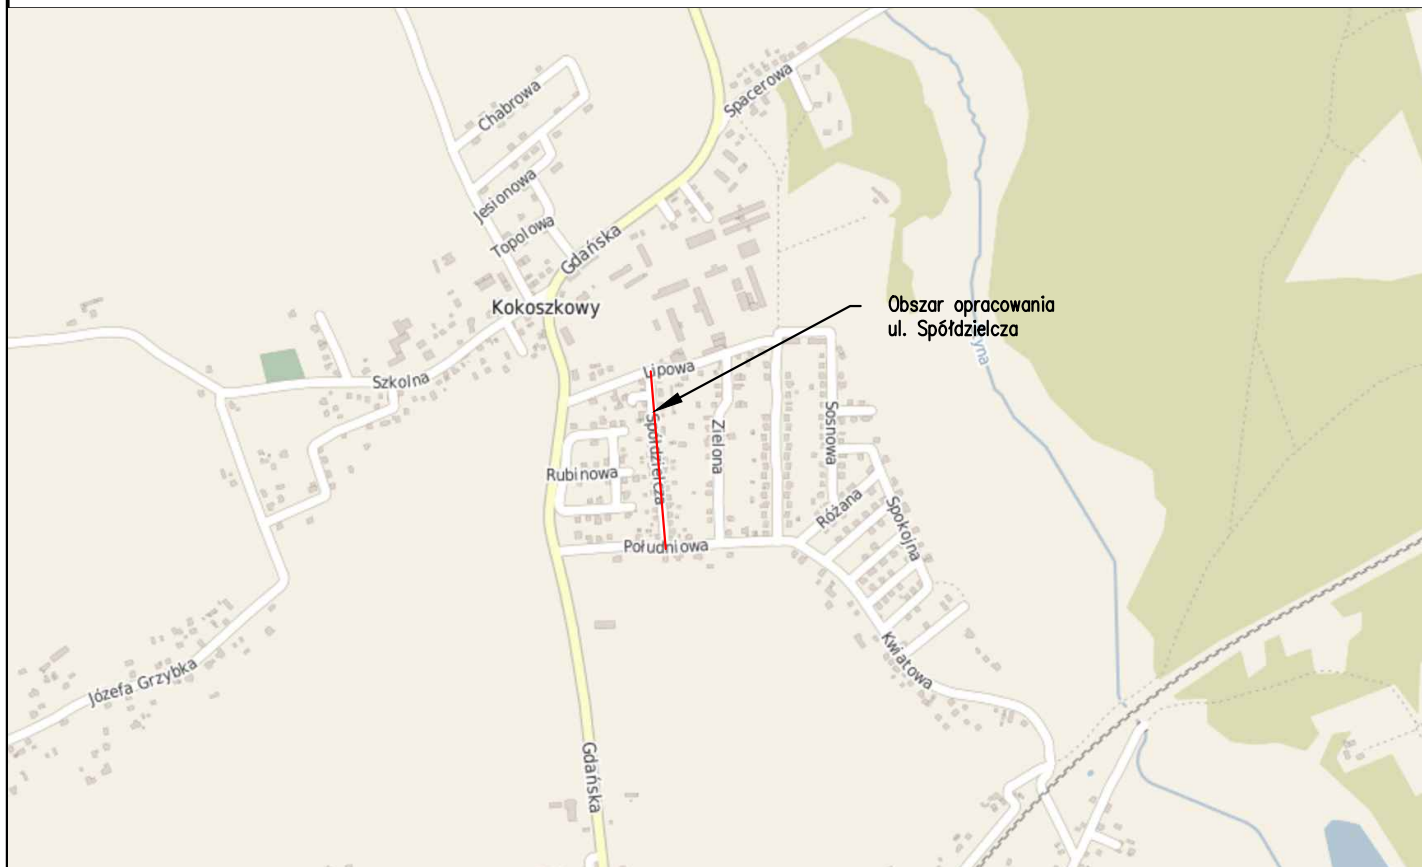 Chabrowa
Spacerowa
Jesionowa
Topolowa
Gdańska
Kokoszkowy
Obszar opracowania
ul. Spółdzielcza
Szkolna
Lipowa
Spółdzielcza
Zielona
Sosnowa
Rubinowa
Różana
Spokojna
Południowa
Kwiatowa
Józefa Grzybka
Gdańska